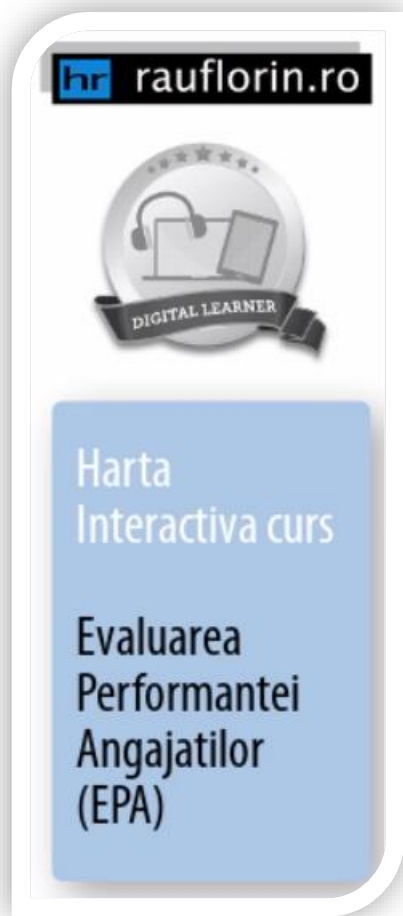 hr rauflorin.ro
DIGITAL LEARNER
Harta
Interactiva curs
Evaluarea
Performantei
Angajatilor
(EPA)